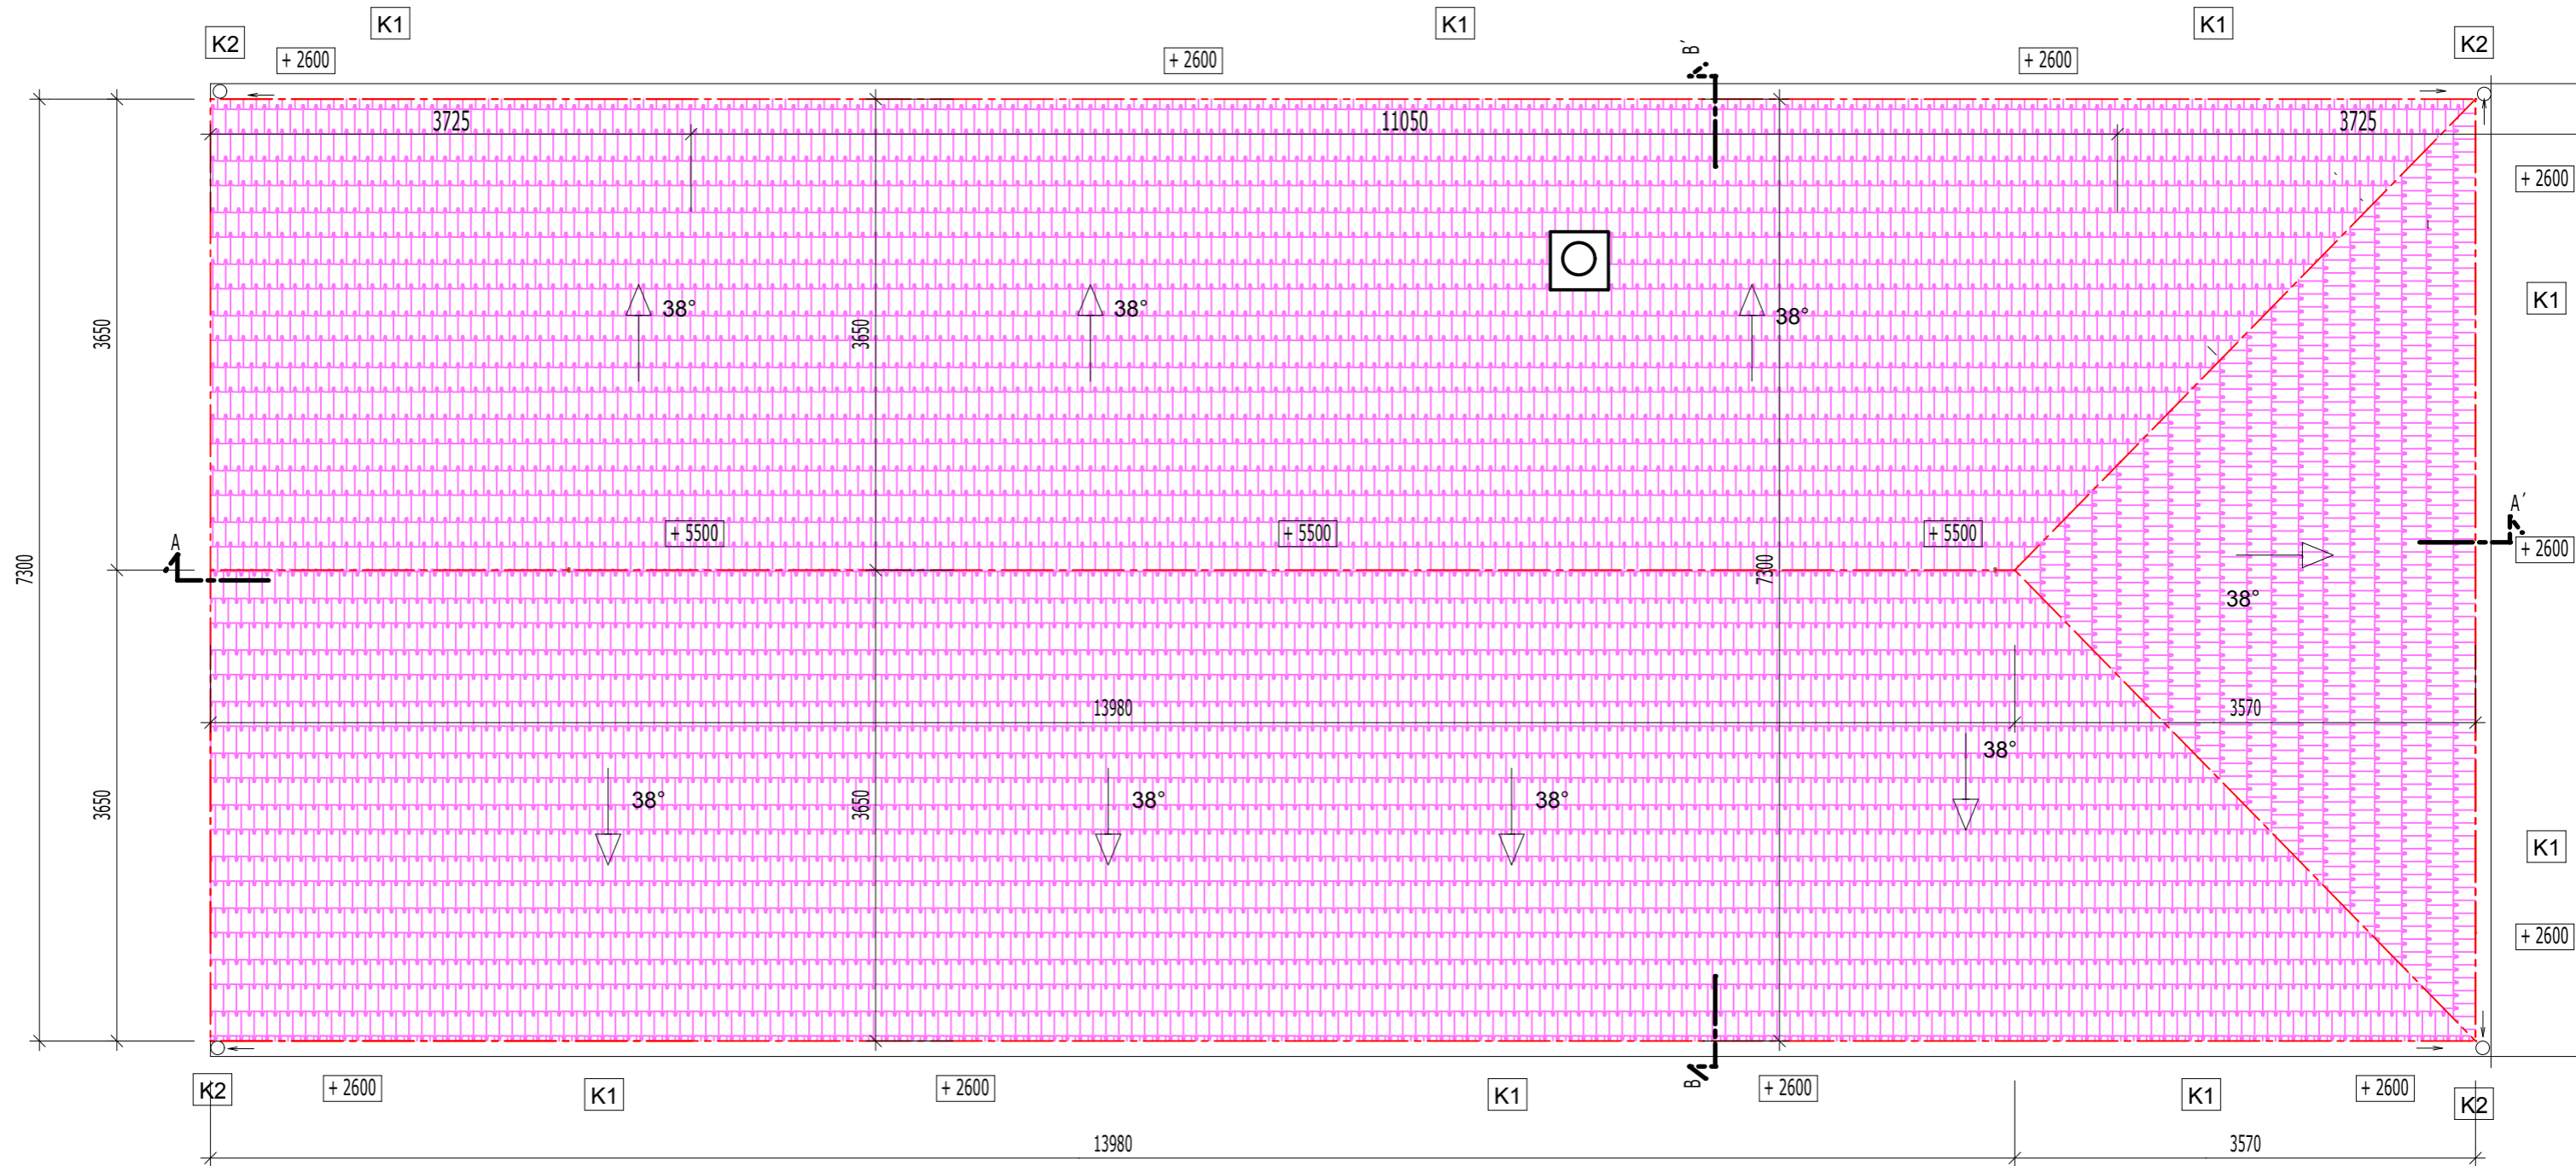 K1 K1 K1
K2 K2
+ 2600 + 2600 + 2600
B´
3725 11050 3725
+ 2600
K1
38° 38° 38°
3650 3650
+ 5500 + 5500 + 5500
A A´
+ 2600
7300 7300
38°
13980 3570
38°
38° 38° 38°
3650 3650
K1
+ 2600
B
K2 + 2600 K1 + 2600 K1 + 2600 K1 + 2600 K2
13980 3570